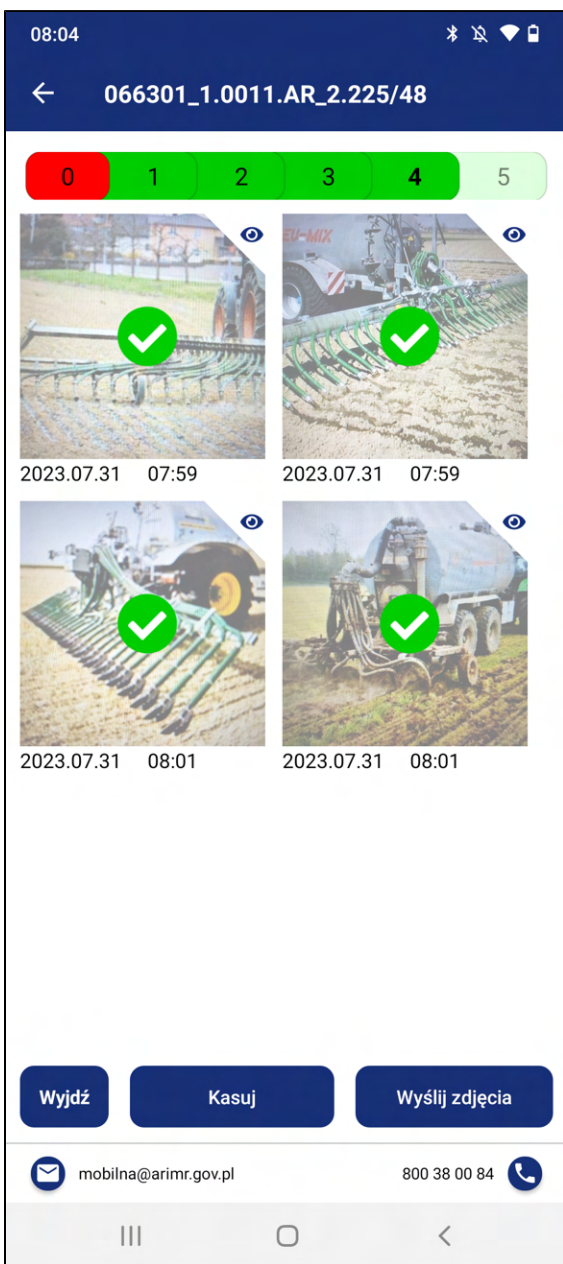 08:04
066301_1.0011.AR_2.225/48
0 1 2 3 4 5
EU-MIX
2023.07.31 07:59
2023.07.31 07:59
2023.07.31 08:01
2023.07.31 08:01
Wyjdź
Kasuj
Wyślij zdjęcia
mobilna@arimr.gov.pl
800 38 00 84